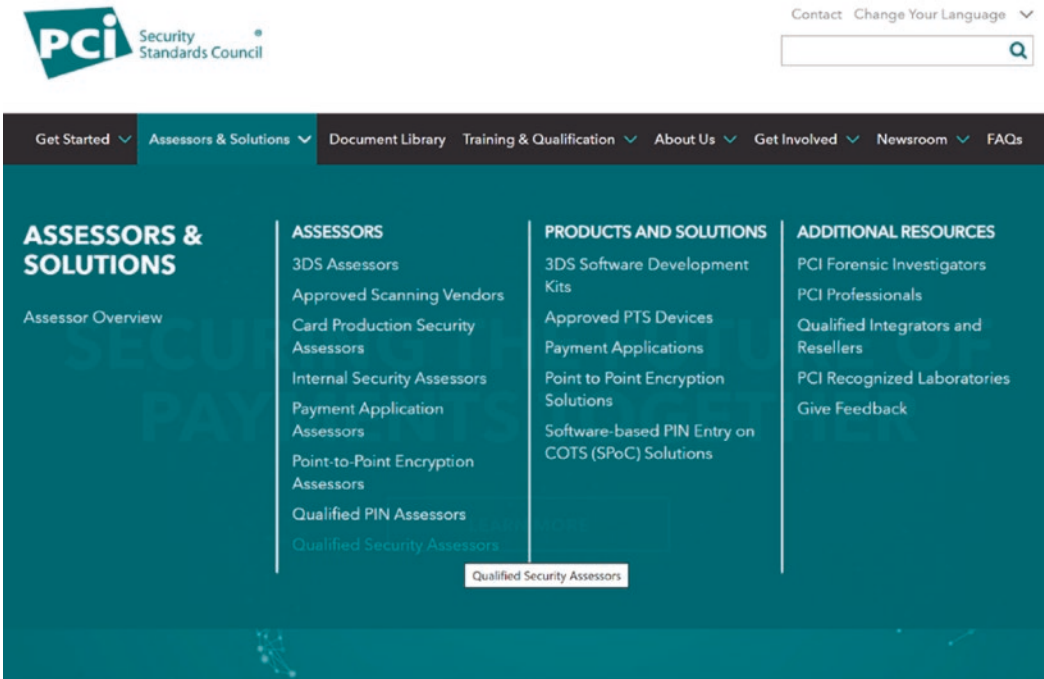 PCi Security
Standards Council
Contact Change Your Language
Get Started Assessors & Solutions Document Library Training & Qualification About Us Get Involved Newsroom FAQs
ASSESSORS &
SOLUTIONS
Assessor Overview
ASSESSORS
3DS Assessors
Approved Scanning Vendors
Card Production Security
Assessors
Internal Security Assessors
Payment Application
Assessors
Point-to-Point Encryption
Assessors
Qualified PIN Assessors
Qualified Security Assessors
Qualified Security Assessors
PRODUCTS AND SOLUTIONS
3DS Software Development
Kits
Approved PTS Devices
Payment Applications
Point to Point Encryption
Solutions
Software-based PIN Entry on
COTS (SPoC) Solutions
ADDITIONAL RESOURCES
PCI Forensic Investigators
PCI Professionals
Qualified Integrators and
Resellers
PCI Recognized Laboratories
Give Feedback